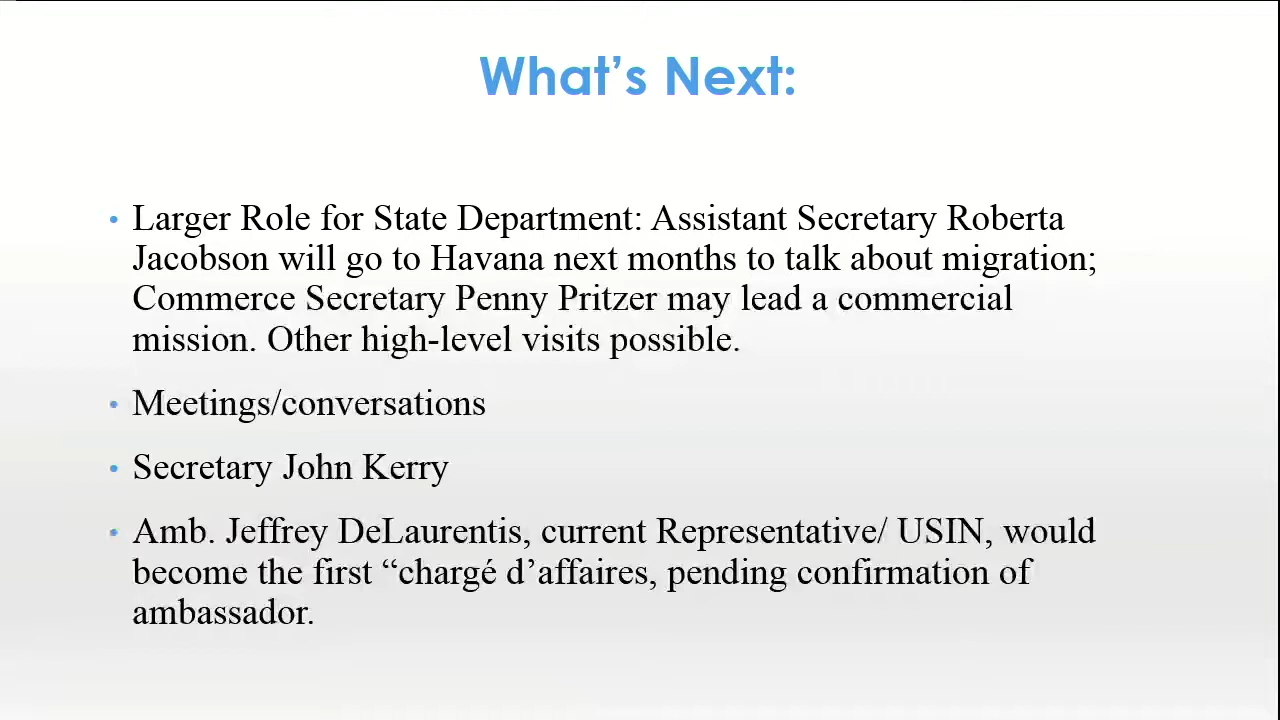 What’s Next:
• Larger Role for State Department: Assistant Secretary Roberta
Jacobson will go to Havana next months to talk about migration;
Commerce Secretary Penny Pritzer may lead a commercial
mission. Other high-level visits possible.
• Meetings/conversations
• Secretary John Kerry
• Amb. Jeffrey DeLaurentis, current Representative/ USIN, would
become the first “chargé d’affaires, pending confirmation of
ambassador.